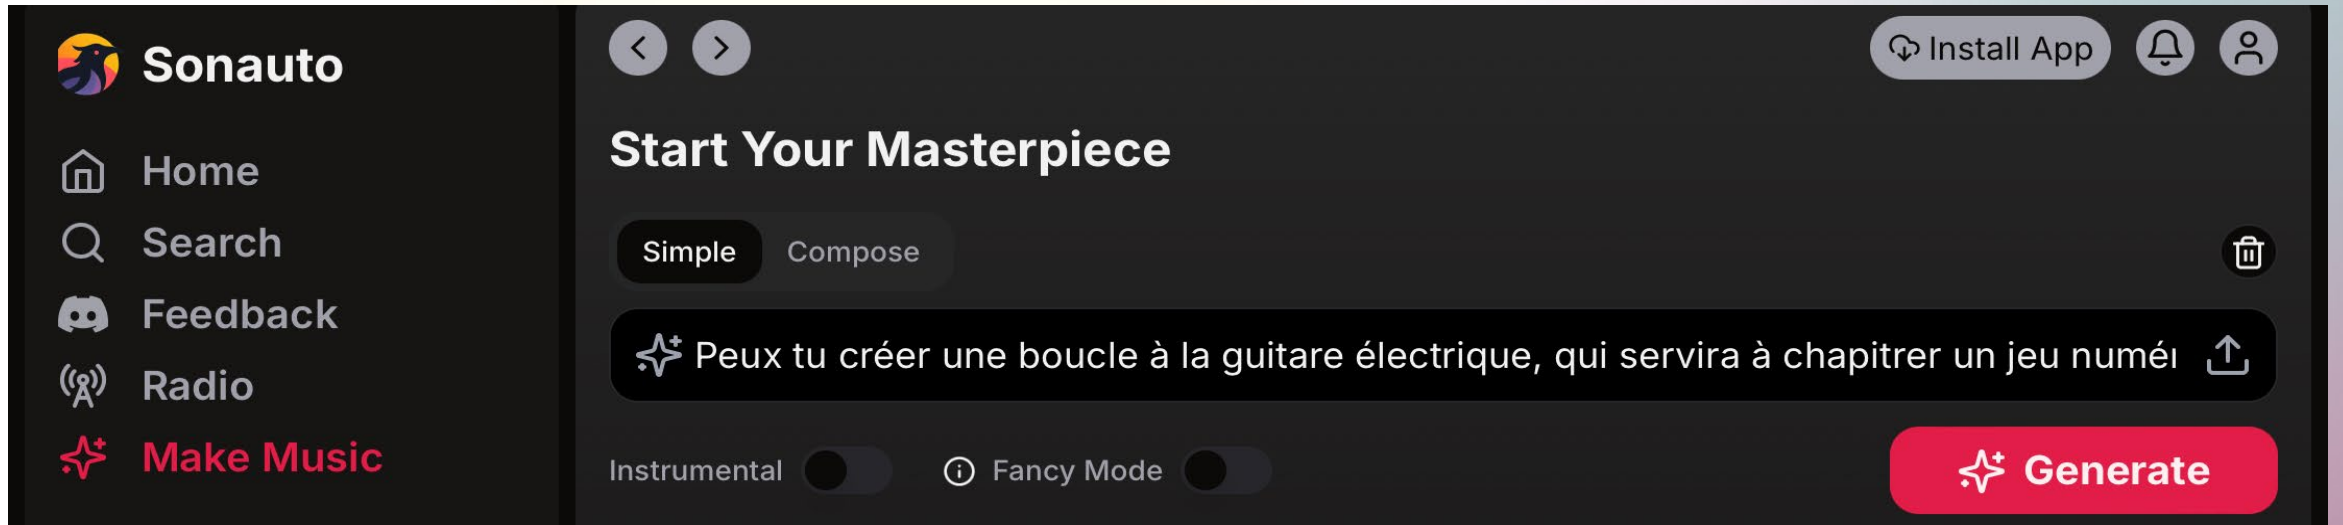 Sonauto
Home
Search
Feedback
Radio
Make Music
Install App
Start Your Masterpiece
Simple
Compose
Peux tu créer une boucle à la guitare électrique, qui servira à chapitrer un jeu
Instrumental
Fancy Mode
Generate